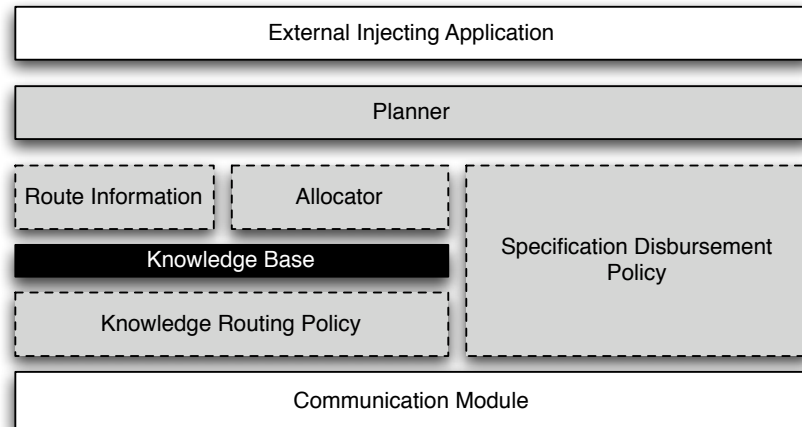 External Injecting Application
Planner
Route Information
Allocator
Knowledge Base
Specification Disbursement
Policy
Knowledge Routing Policy
Communication Module